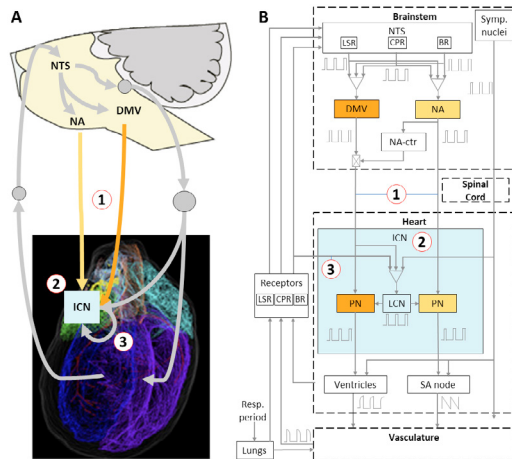 A
NTS
NA
DMV
1
2
ICN
3
B
Brainstem
Symp.
nuclei
NTS
LSR CPR BR
DMV
NA
NA-ctr
1
Spinal
Cord
Heart
ICN
2
3
Receptors
LSR CPR BR
PN
LCN
PN
Ventricles
SA node
Resp.
period
Lungs
Vasculature